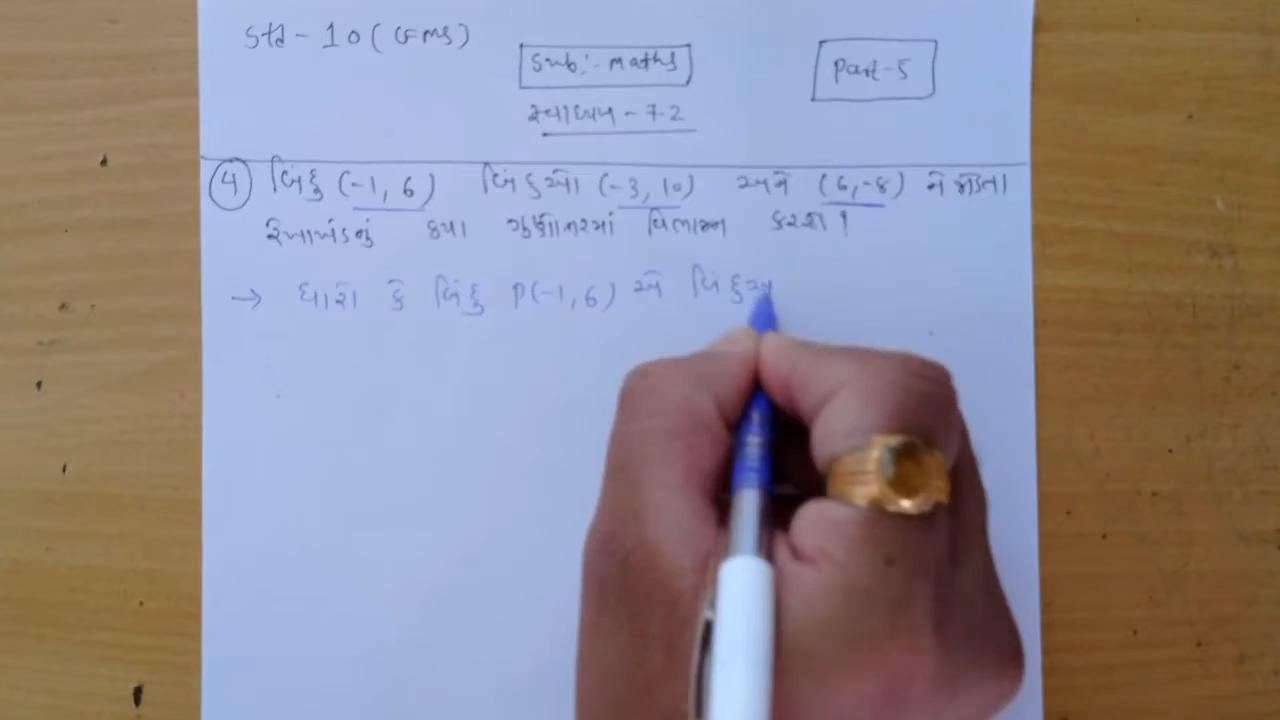 Std - 10 (GMS)
Sub :- maths
Part-5
સ્વાધ્યાય - 7.2
4 બિંદુ (-1, 6) બિંદુઓ (-3, 10) અને (6, -8) ને જોડતા
રેખાખંડનું કયા ગુણોત્તરમાં વિભાજન કરશે ?
→ ધારો કે બિંદુ P(-1, 6) એ બિંદુઅ